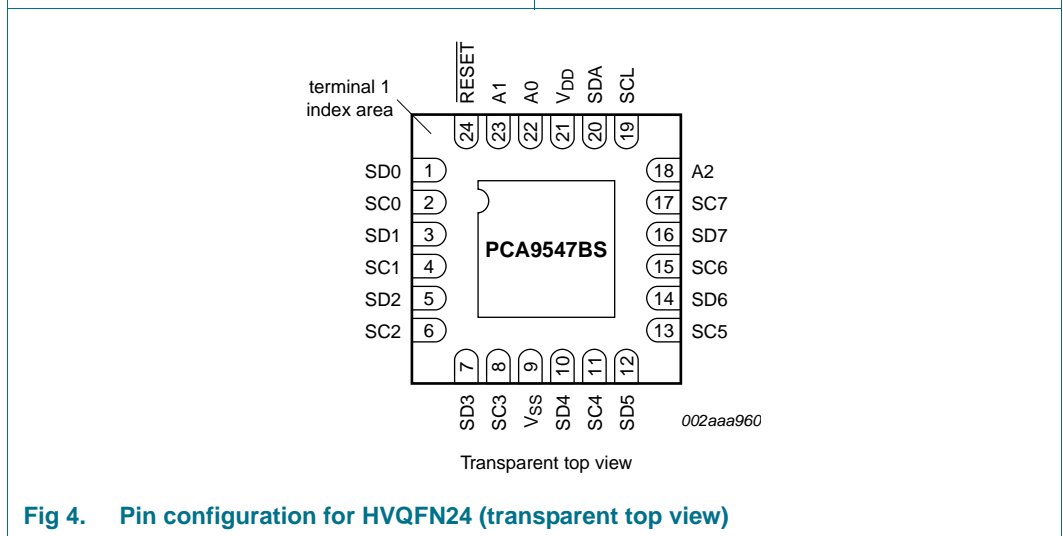 RESET
A1
A0
VDD
SDA
SCL
terminal 1
index area
24
23
22
21
20
19
SD0 1
SC0 2
SD1 3
SC1 4
SD2 5
SC2 6
PCA9547BS
18 A2
17 SC7
16 SD7
15 SC6
14 SD6
13 SC5
7
8
9
10
11
12
SD3
SC3
VSS
SD4
SC4
SD5
002aaa960
Transparent top view
Fig 4. Pin configuration for HVQFN24 (transparent top view)